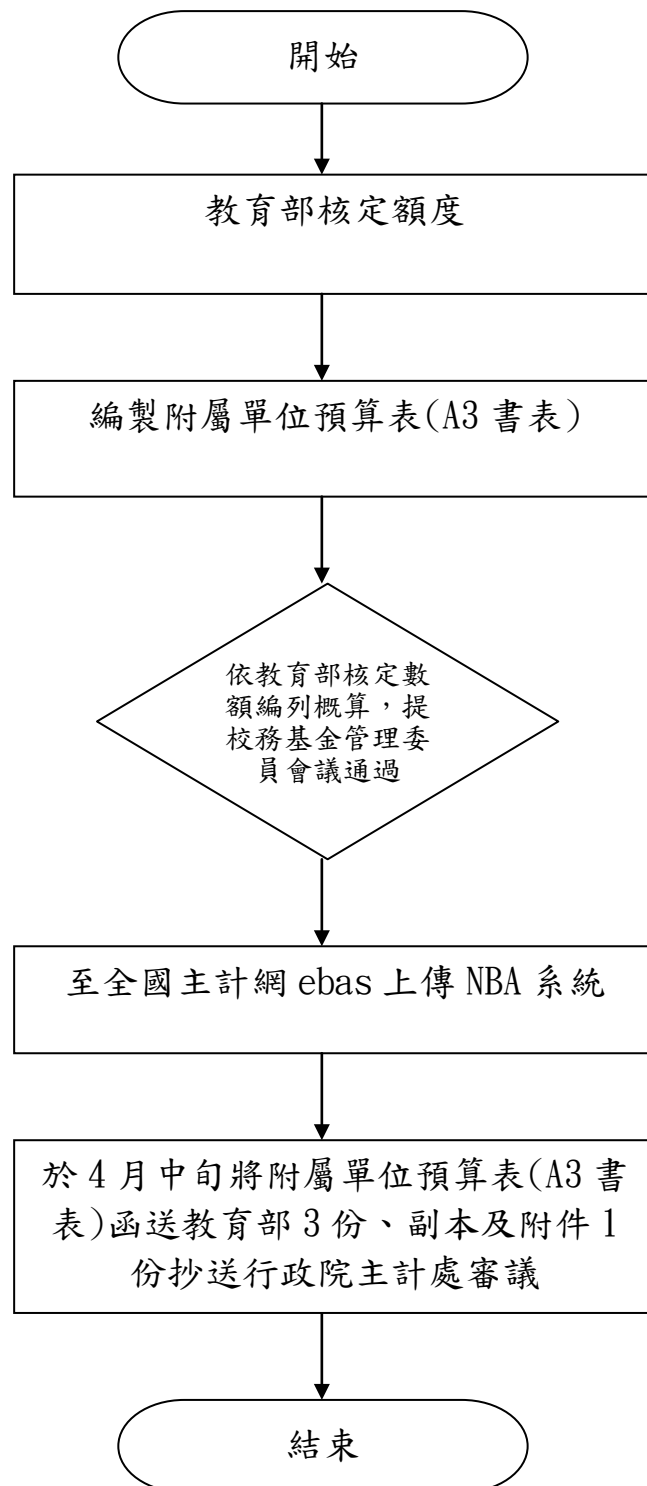 開始
教育部核定額度
編製附屬單位預算表(A3 書表)
依教育部核定數
額編列概算，提
校務基金管理委
員會議通過
至全國主計網 ebas 上傳 NBA 系統
於 4 月中旬將附屬單位預算表(A3 書
表)函送教育部 3 份、副本及附件 1
份抄送行政院主計處審議
結束